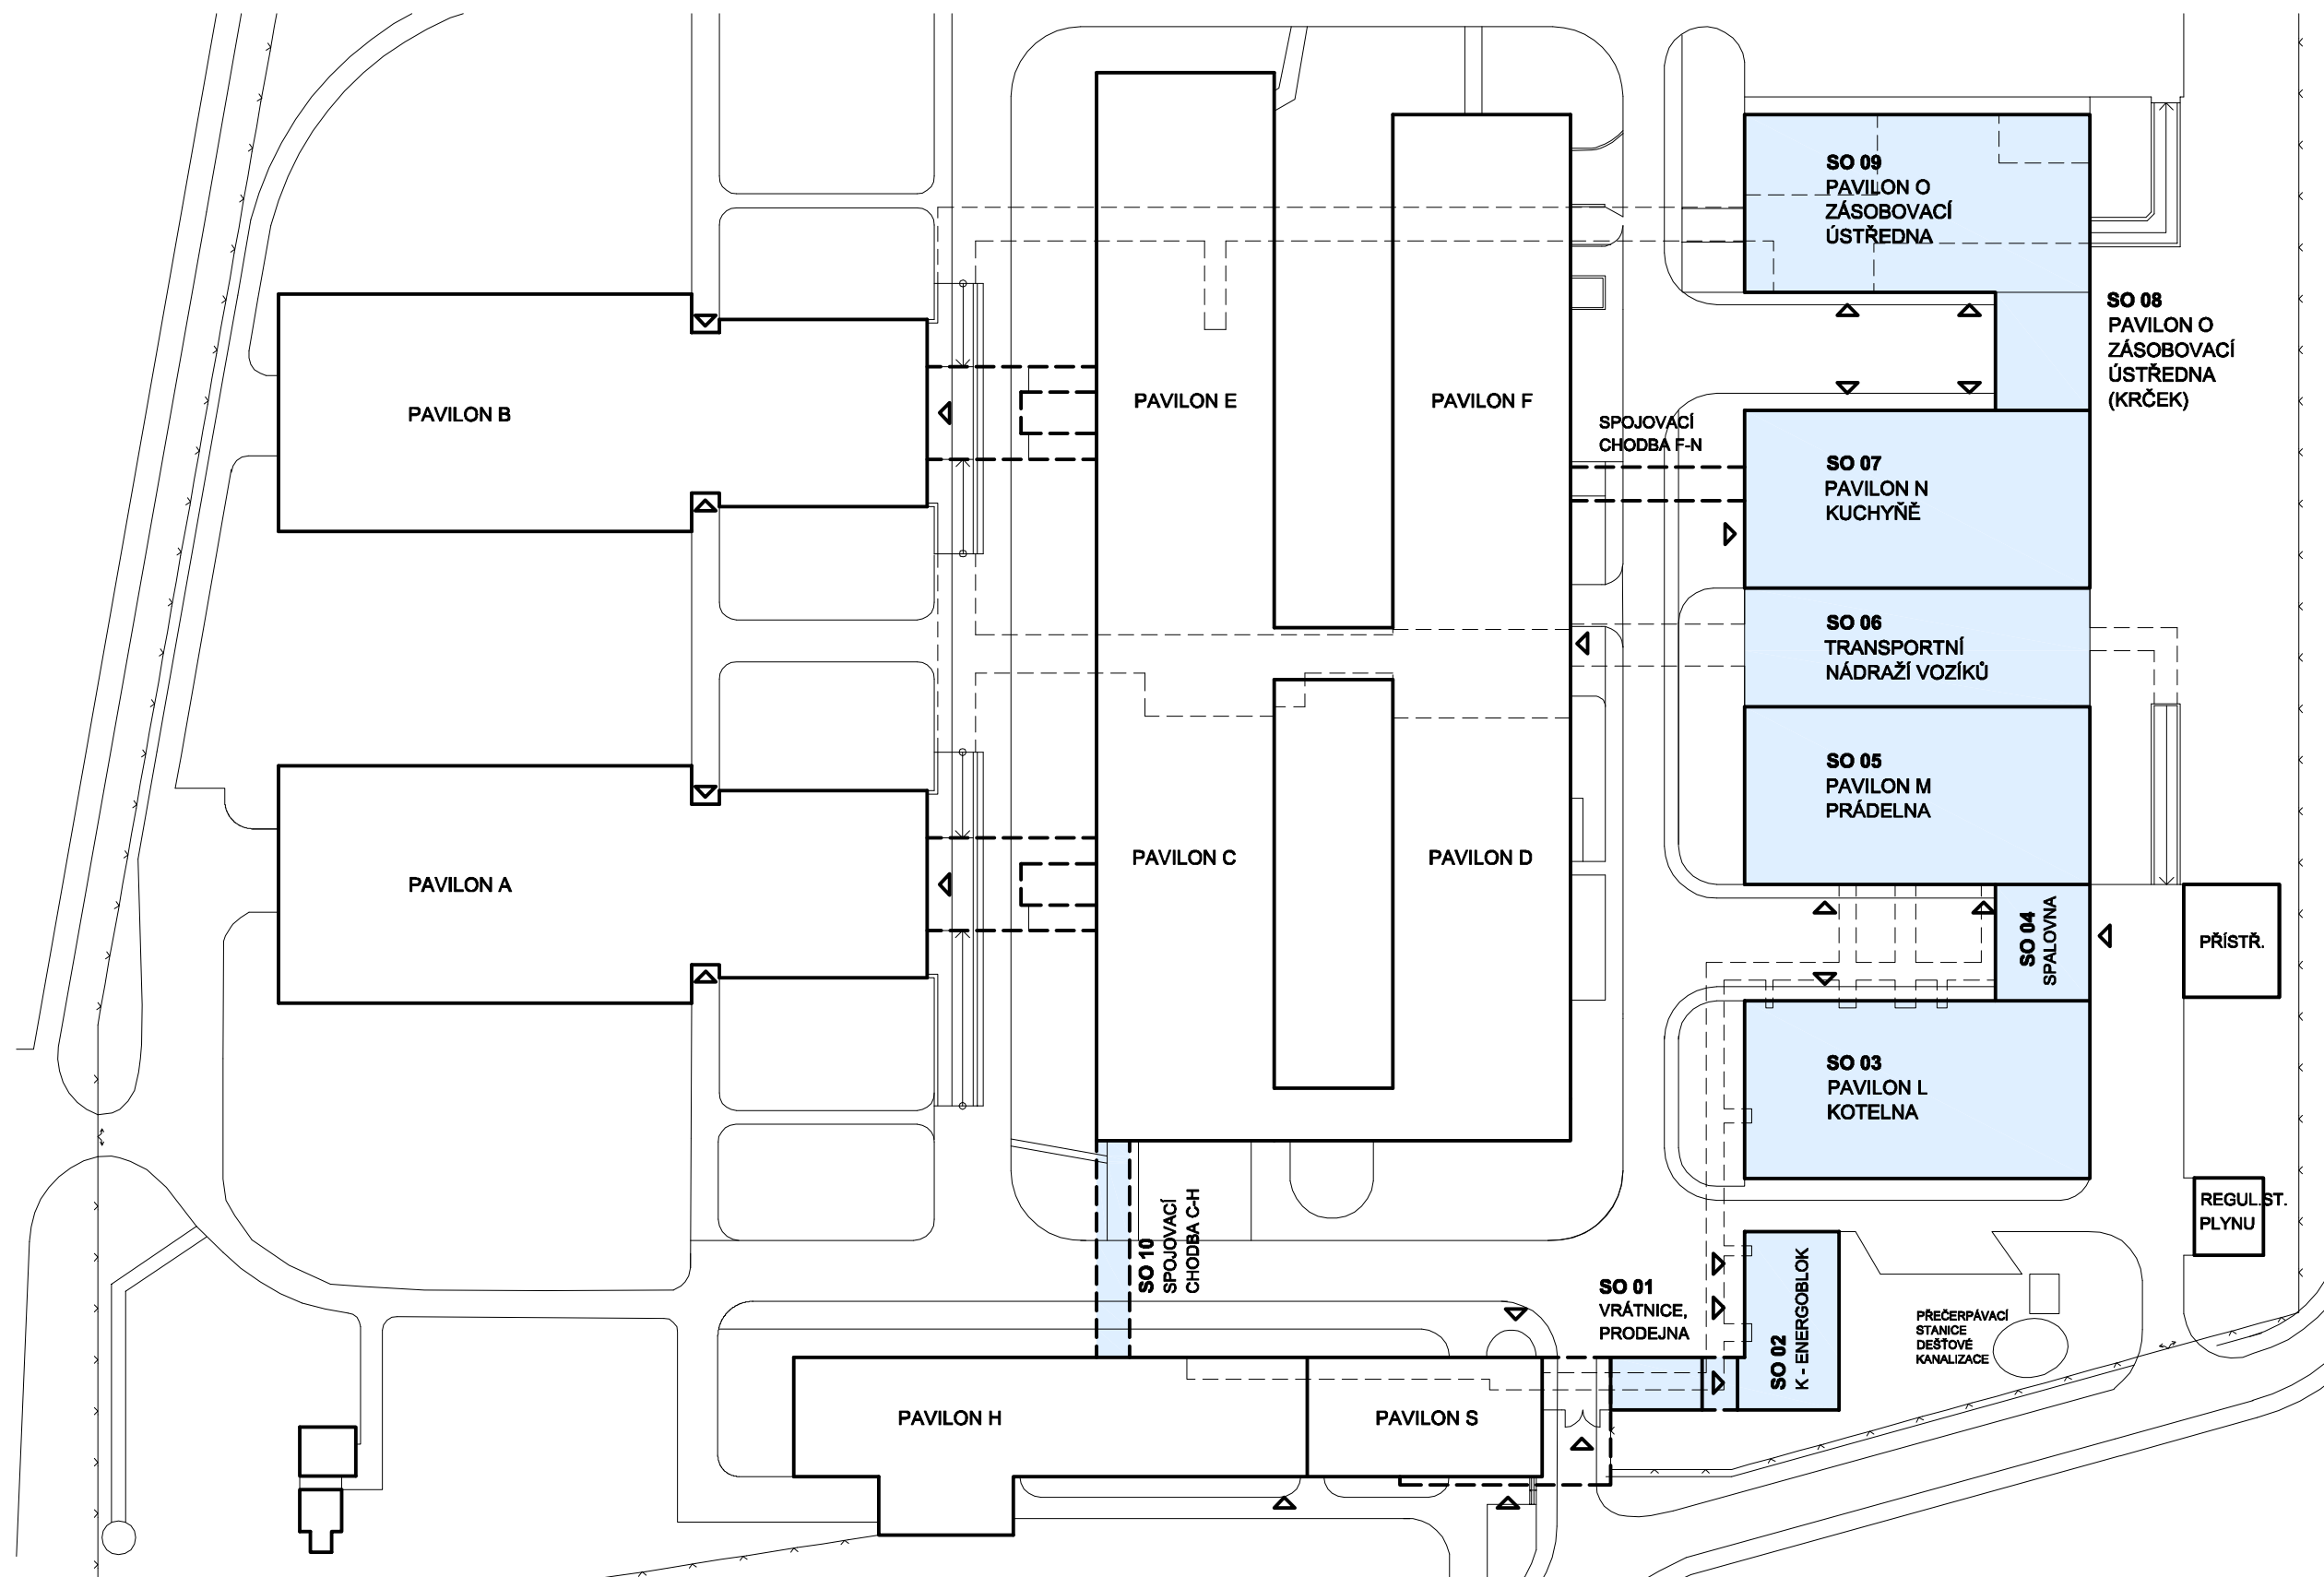 SO 09
PAVILON O
ZÁSOBOVACÍ
ÚSTŘEDNA
SO 08
PAVILON O
ZÁSOBOVACÍ
ÚSTŘEDNA
(KRČEK)
PAVILON B
PAVILON E
PAVILON F
SPOJOVACÍ
CHODBA F-N
SO 07
PAVILON N
KUCHYŇĚ
SO 06
TRANSPORTNÍ
NÁDRAŽÍ VOZÍKŮ
SO 05
PAVILON M
PRÁDELNA
PAVILON A
PAVILON C
PAVILON D
SO 04
SPALOVNA
PŘÍSTŘ.
SO 03
PAVILON L
KOTELNA
SO 10
SPOJOVACÍ
CHODBA C-H
REGUL.ST.
PLYNU
SO 01
VRÁTNICE,
PRODEJNA
SO 02
K - ENERGOBLOK
PŘEČERPÁVACÍ
STANICE
DEŠŤOVÉ
KANALIZACE
PAVILON H
PAVILON S